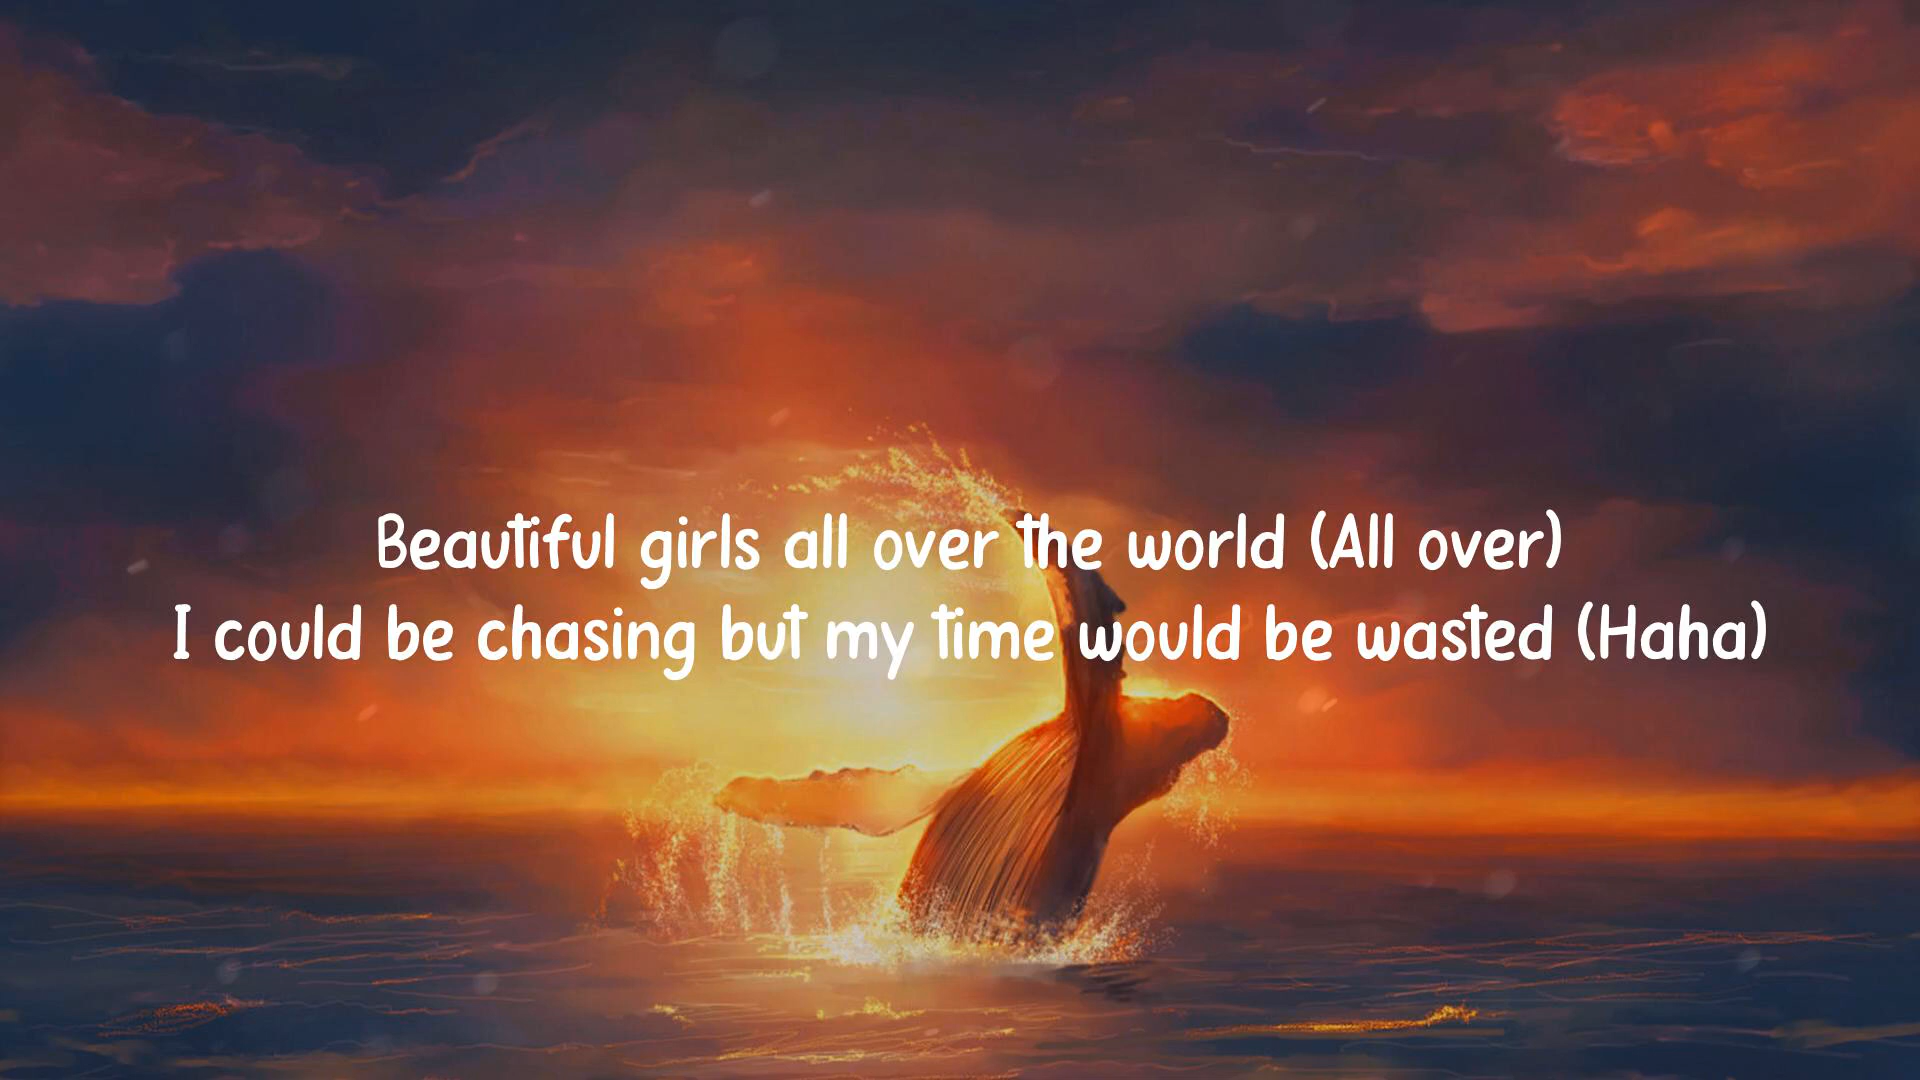 Beautiful girls all over the world (All over)
I could be chasing but my time would be wasted (Haha)